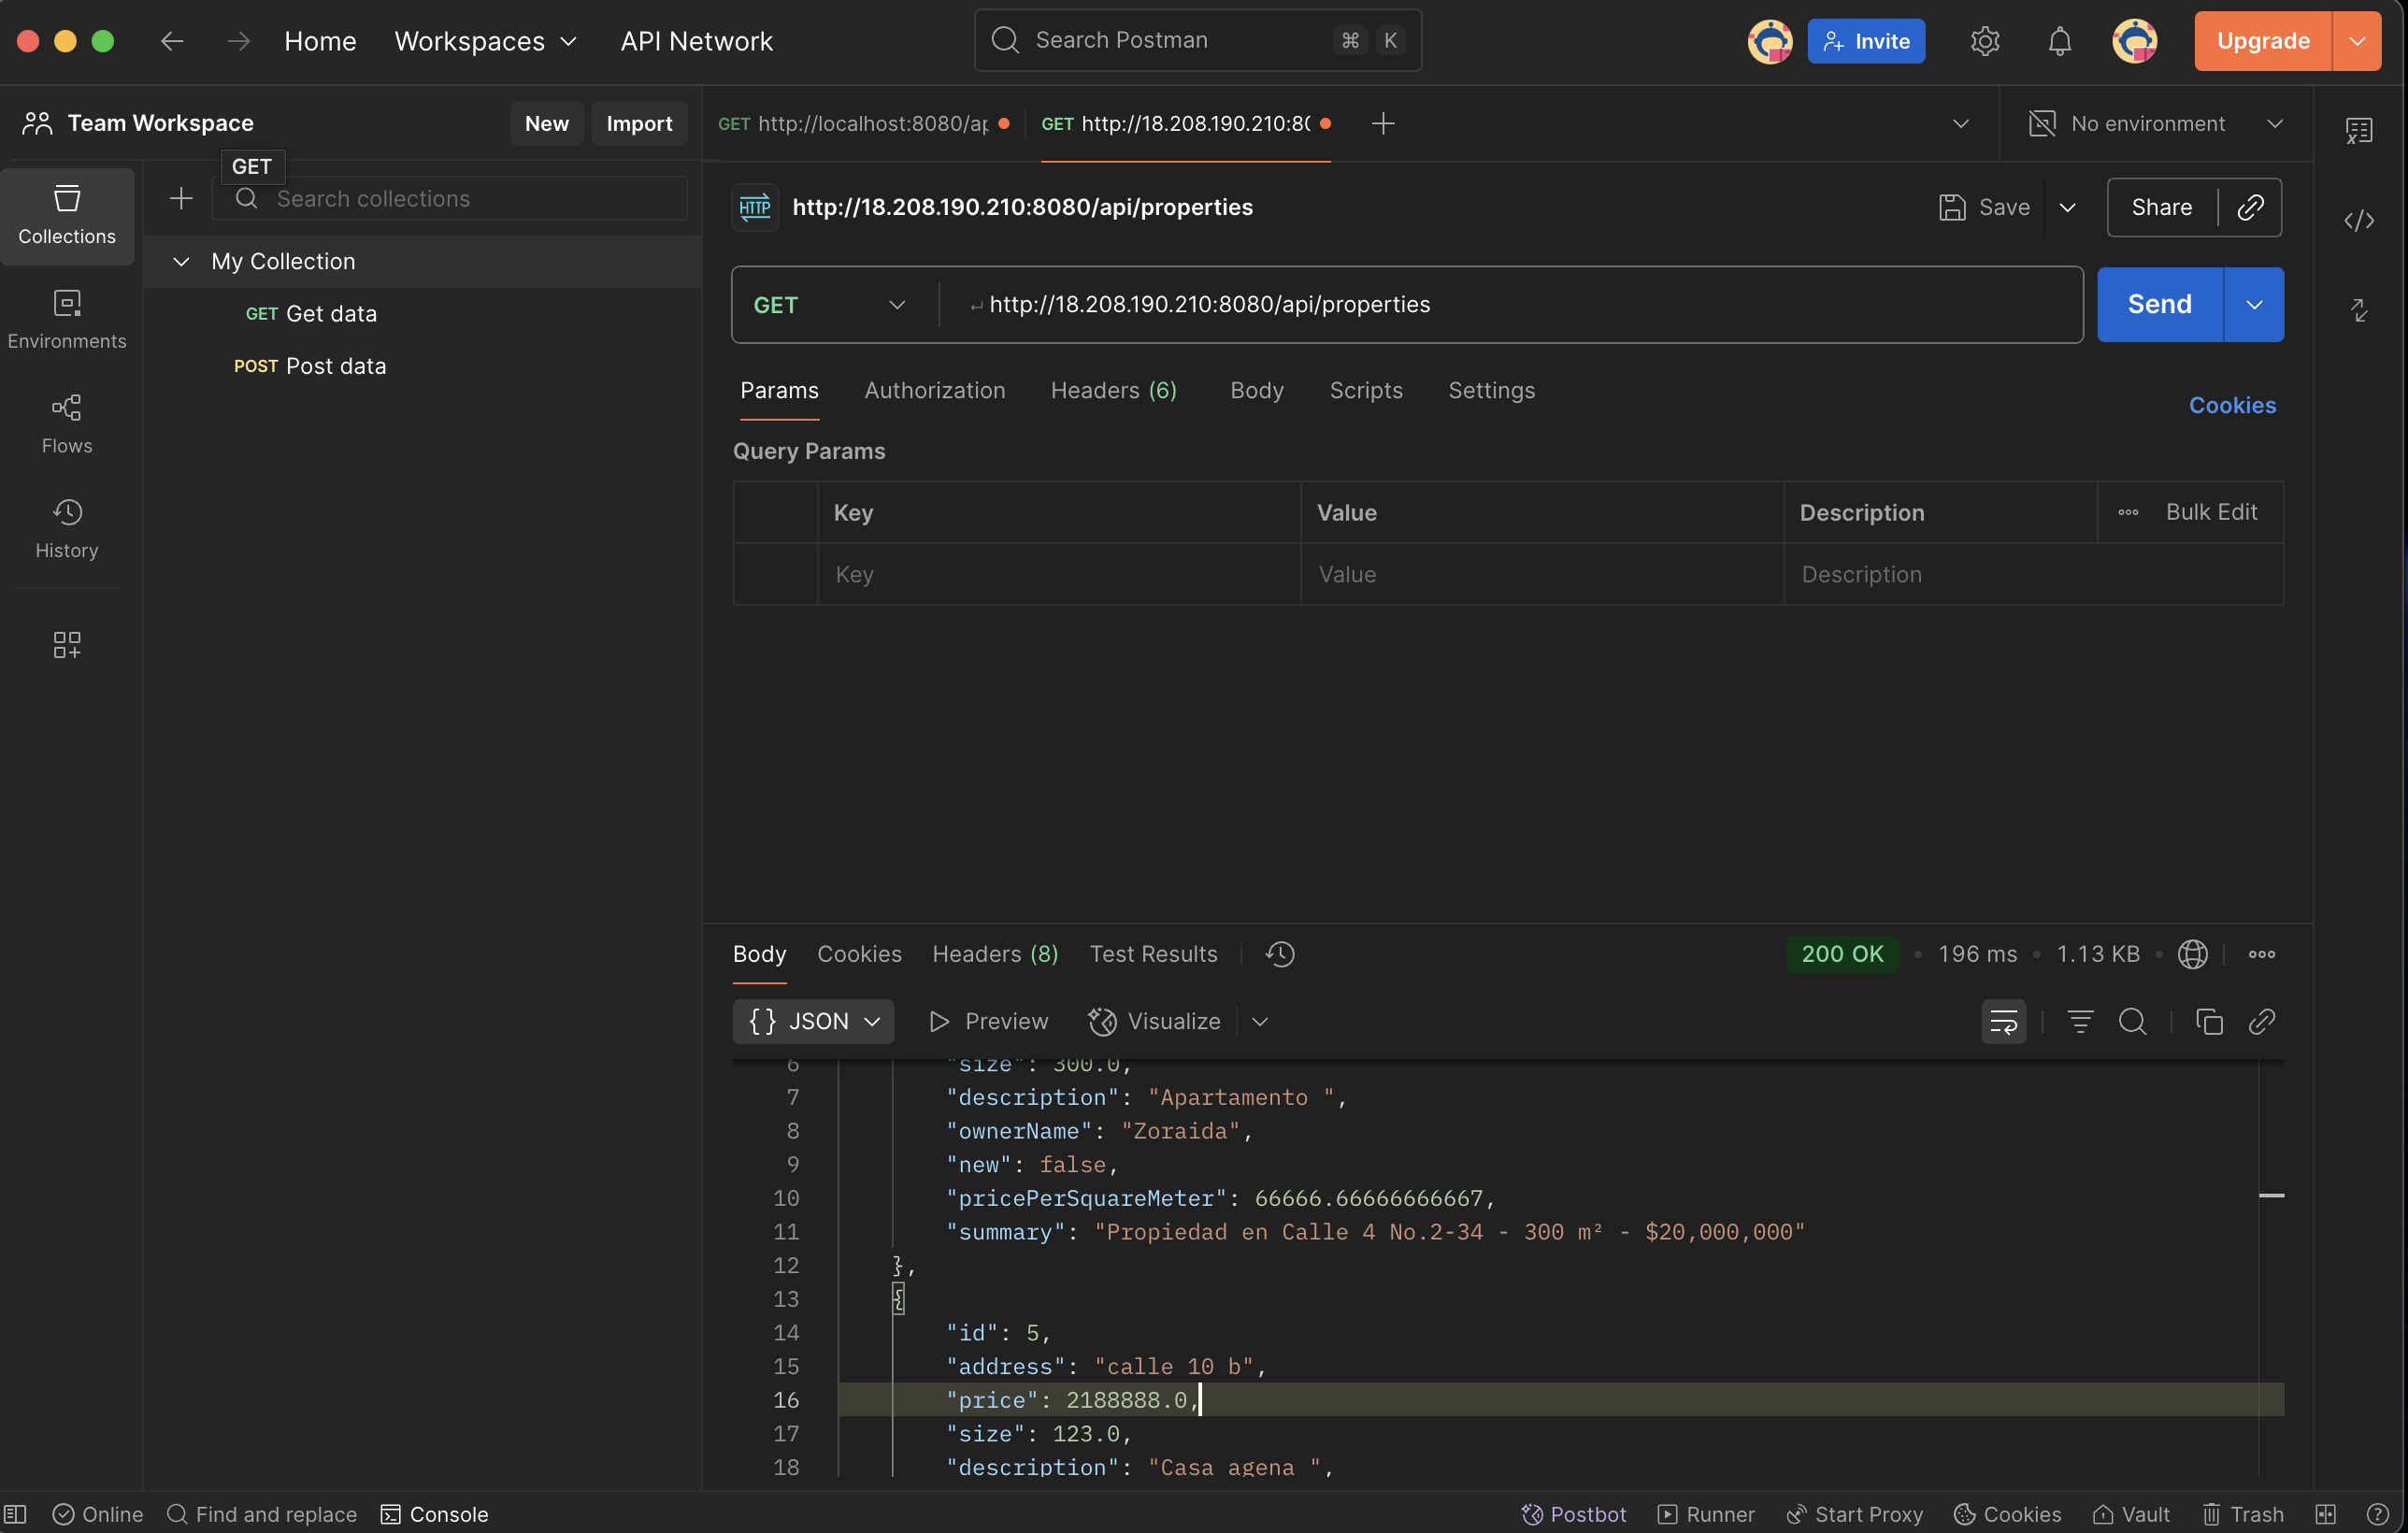 Home Workspaces API Network Search Postman ⌘ K Invite Upgrade
Team Workspace New Import GET http://localhost:8080/ap GET http://18.208.190.210:8( No environment
GET
Search collections
http://18.208.190.210:8080/api/properties Save Share
Collections
My Collection
GET Get data
POST Post data
Environments
Flows
History
GET http://18.208.190.210:8080/api/properties Send
Params Authorization Headers (6) Body Scripts Settings Cookies
Query Params
Key Value Description Bulk Edit
Key Value Description
Body Cookies Headers (8) Test Results 200 OK 196 ms 1.13 KB
{} JSON Preview Visualize
6 "size": 300.0,
7 "description": "Apartamento ",
8 "ownerName": "Zoraida",
9 "new": false,
10 "pricePerSquareMeter": 66666.66666666667,
11 "summary": "Propiedad en Calle 4 No.2-34 - 300 m² - $20,000,000"
12 },
13 {
14 "id": 5,
15 "address": "calle 10 b",
16 "price": 2188888.0,
17 "size": 123.0,
18 "description": "Casa agena ",
Online Find and replace Console Postbot Runner Start Proxy Cookies Vault Trash